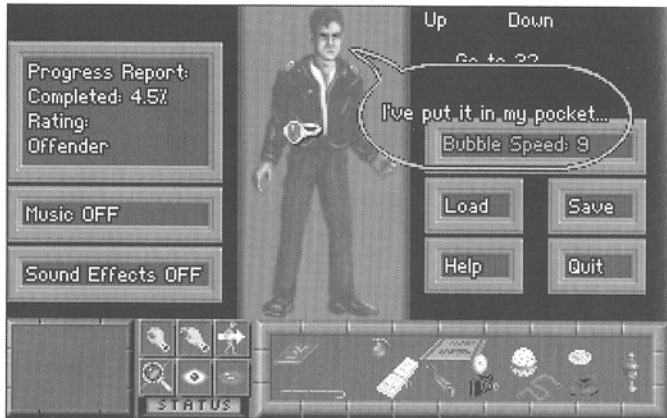 Up Down
Progress Report:
Completed: 4.5%
Rating:
Offender
I've put it in my pocket...
Bubble Speed: 9
Music OFF
Load Save
Sound Effects OFF
Help Quit
STATUS